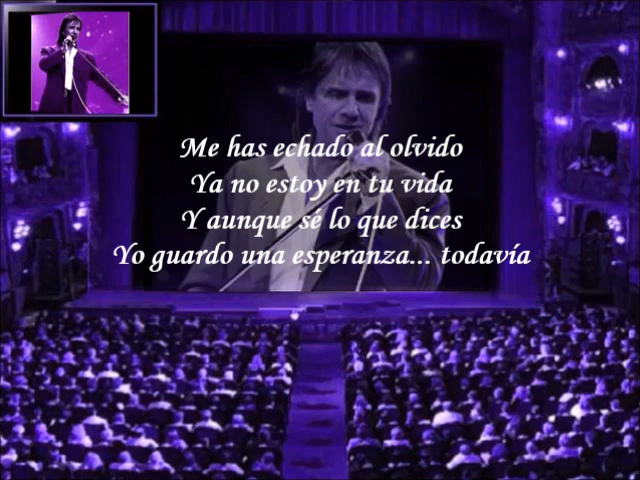 Me has echado al olvido
Ya no estoy en tu vida
Y aunque sé lo que dices
Yo guardo una esperanza... todavía